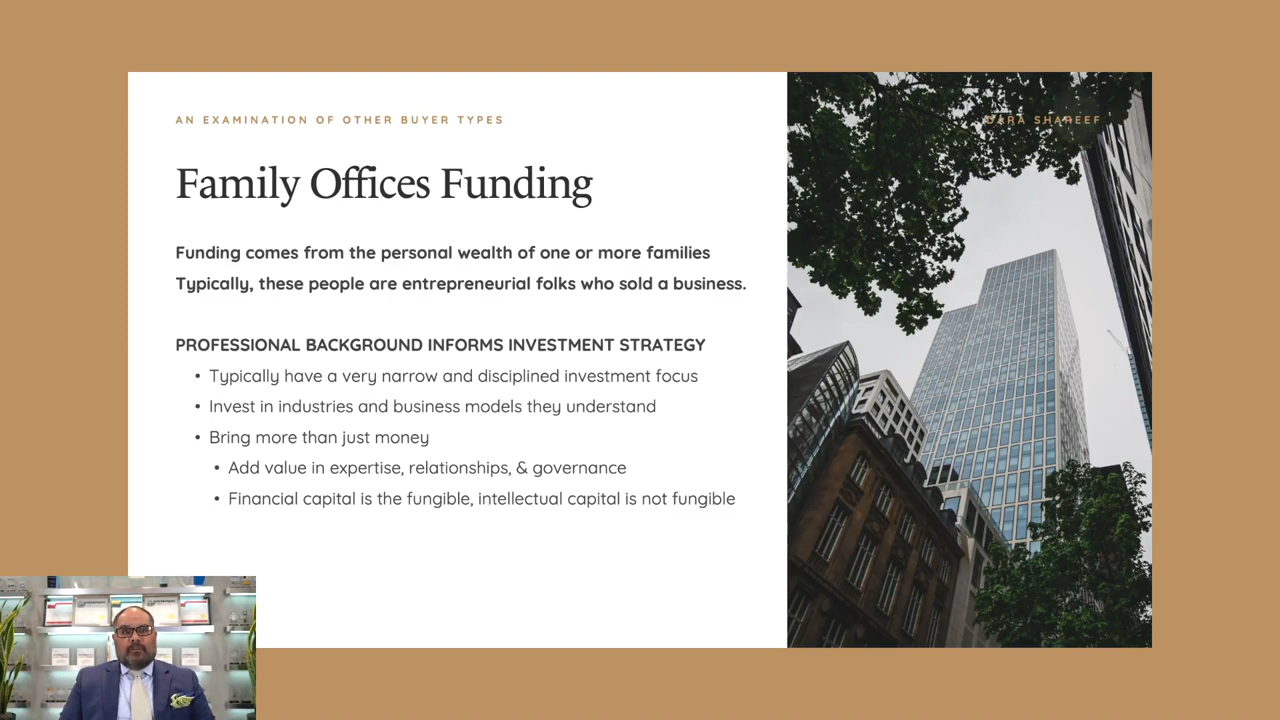 AN EXAMINATION OF OTHER BUYER TYPES
DARA SHAREEF
Family Offices Funding
Funding comes from the personal wealth of one or more families
Typically, these people are entrepreneurial folks who sold a business.
PROFESSIONAL BACKGROUND INFORMS INVESTMENT STRATEGY
• Typically have a very narrow and disciplined investment focus
• Invest in industries and business models they understand
• Bring more than just money
• Add value in expertise, relationships, & governance
• Financial capital is the fungible, intellectual capital is not fungible